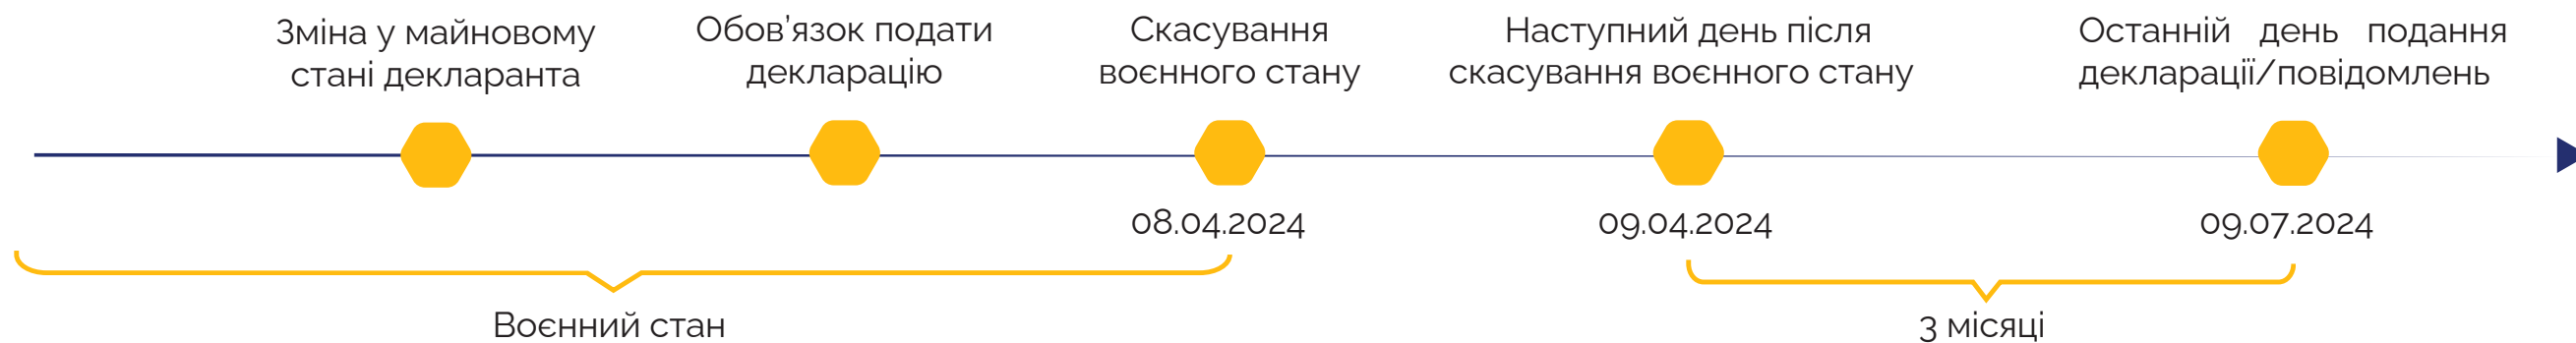 Зміна у майновому
стані декларанта
Обов’язок подати
декларацію
Скасування
воєнного стану
Наступний день після
скасування воєнного стану
Останній день подання
декларації/повідомлень
08.04.2024
09.04.2024
09.07.2024
Воєнний стан
3 місяці